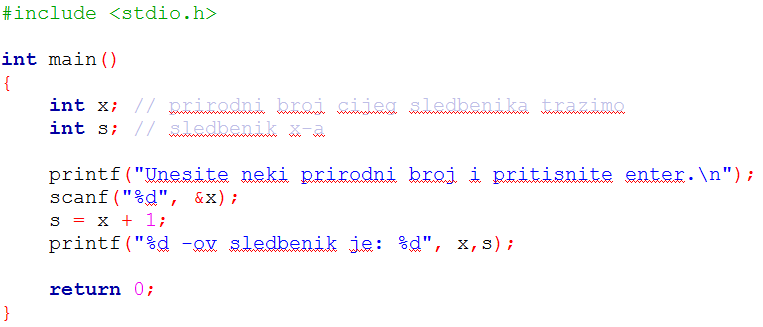 #include <stdio.h>
int main()
{
int x; // prirodni broj cijeg sledbenika trazimo
int s; // sledbenik x-a
printf("Unesite neki prirodni broj i pritisnite enter.\n");
scanf("%d", &x);
s = x + 1;
printf("%d -ov sledbenik je: %d", x,s);
return 0;
}